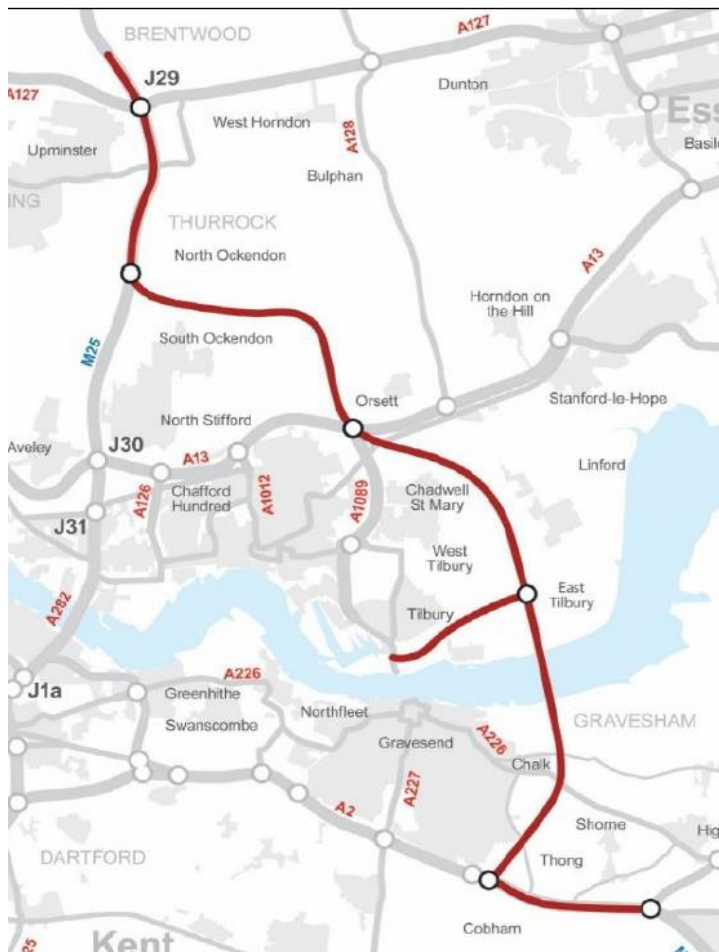 BRENTWOOD
A127
J29
A127
Dunton
Ess
West Horndon
A128
Upminster
Basil
Bulphan
ING
THURROCK
North Ockendon
A13
Horndon on
the Hill
M25
South Ockendon
Orsett
Stanford-le-Hope
North Stifford
Aveley
J30
A13
Linford
A126
Chafford
Hundred
A1012
A1089
Chadwell
St Mary
J31
West
Tilbury
A282
East
Tilbury
Tilbury
A226
J1a
Greenhithe
Northfleet
GRAVESHAM
Swanscombe
Gravesend
A226
Chalk
A227
A2
Shorne
Hig
DARTFORD
Thong
Cobham
Kent
25